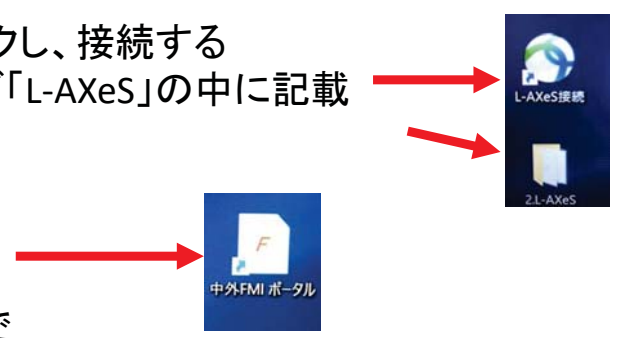 クし、接続する
「L-AXeS」の中に記載
L-AXeS接続
2.L-AXeS
F
中外FMI ポータル